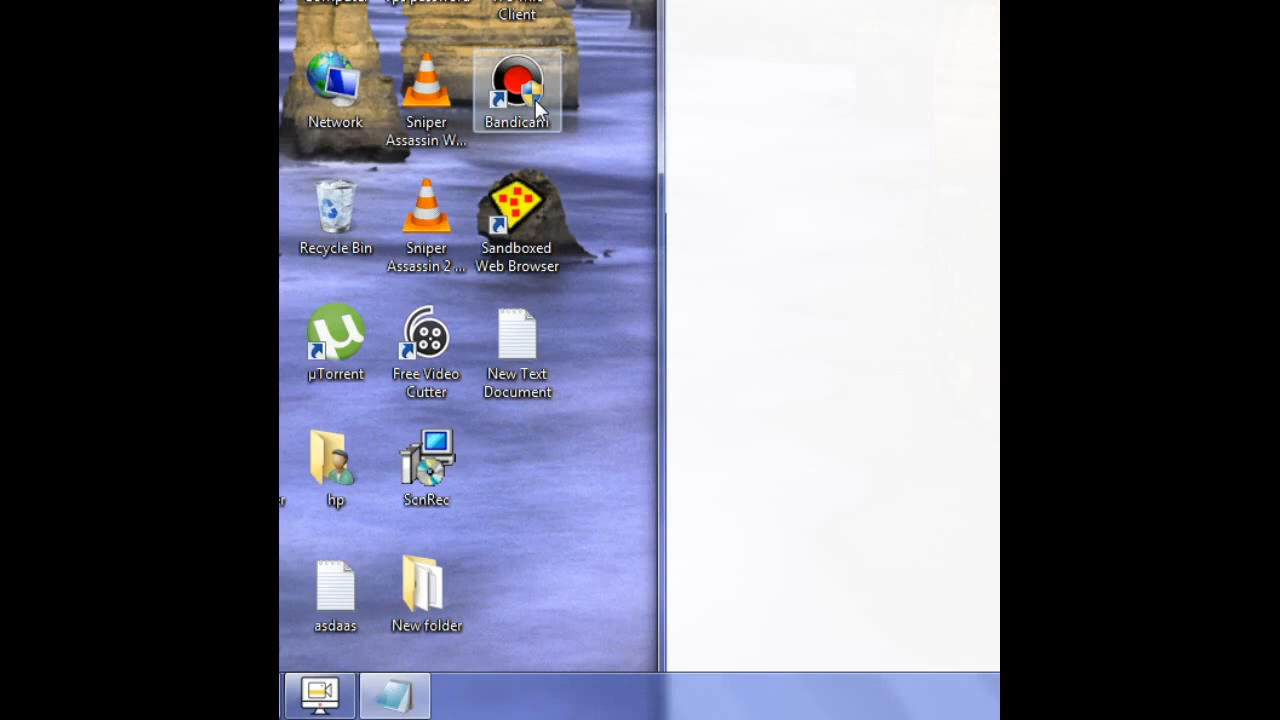 Client
Network
Sniper
Assassin W...
Bandicam
Recycle Bin
Sniper
Assassin 2 ...
Sandboxed
Web Browser
µTorrent
Free Video
Cutter
New Text
Document
hp
ScnRec
asdaas
New folder